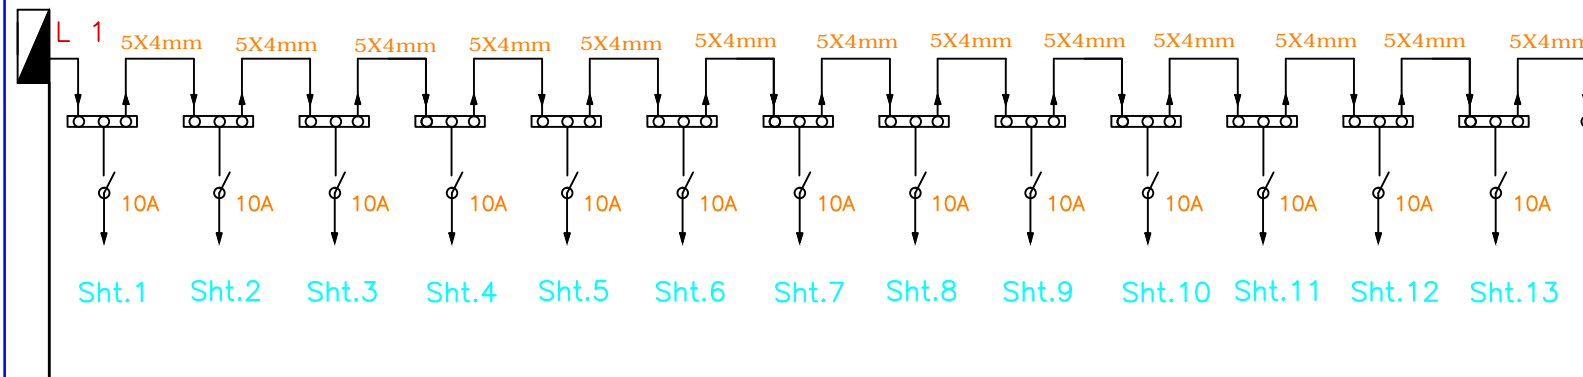 L 1
5X4mm 5X4mm 5X4mm 5X4mm 5X4mm 5X4mm 5X4mm 5X4mm 5X4mm 5X4mm 5X4mm 5X4mm 5X4mm
10A 10A 10A 10A 10A 10A 10A 10A 10A 10A 10A 10A 10A
Sht.1 Sht.2 Sht.3 Sht.4 Sht.5 Sht.6 Sht.7 Sht.8 Sht.9 Sht.10 Sht.11 Sht.12 Sht.13